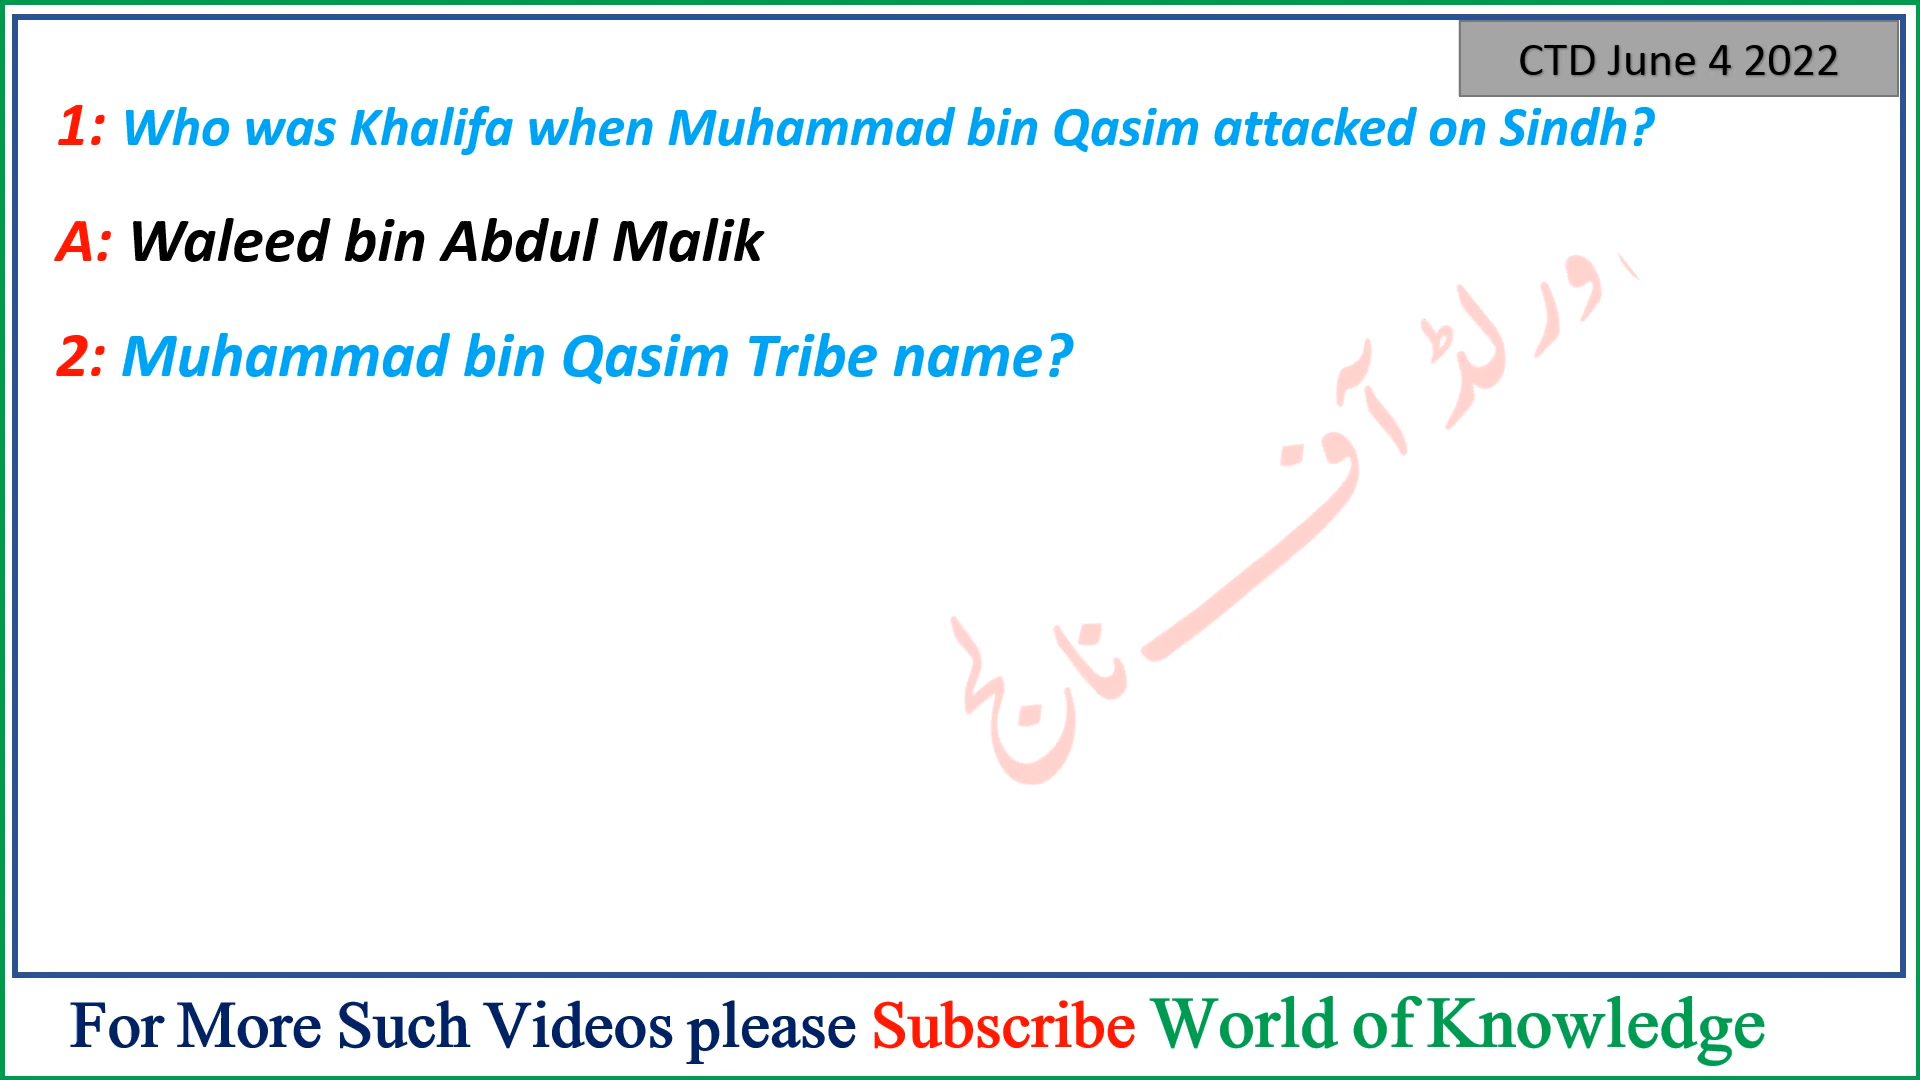 CTD June 4 2022
1: Who was Khalifa when Muhammad bin Qasim attacked on Sindh?
A: Waleed bin Abdul Malik
2: Muhammad bin Qasim Tribe name?
ورلڈ آف نالج
For More Such Videos please Subscribe World of Knowledge